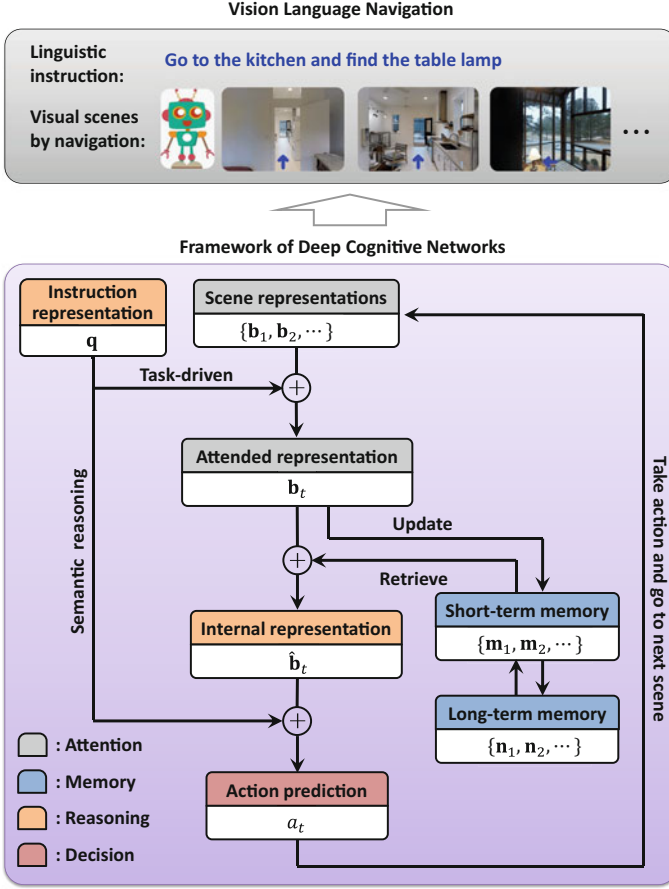 Vision Language Navigation
Linguistic
instruction:
Go to the kitchen and find the table lamp
Visual scenes
by navigation:
...
Framework of Deep Cognitive Networks
Instruction
representation
q
Scene representations
{b₁, b₂, ⋯}
Task-driven
+
Attended representation
bₜ
Update
+
Retrieve
Semantic reasoning
Take action and go to next scene
Internal representation
b̂ₜ
Short-term memory
{m₁, m₂, ⋯}
+
Long-term memory
{n₁, n₂, ⋯}
Action prediction
aₜ
: Attention
: Memory
: Reasoning
: Decision